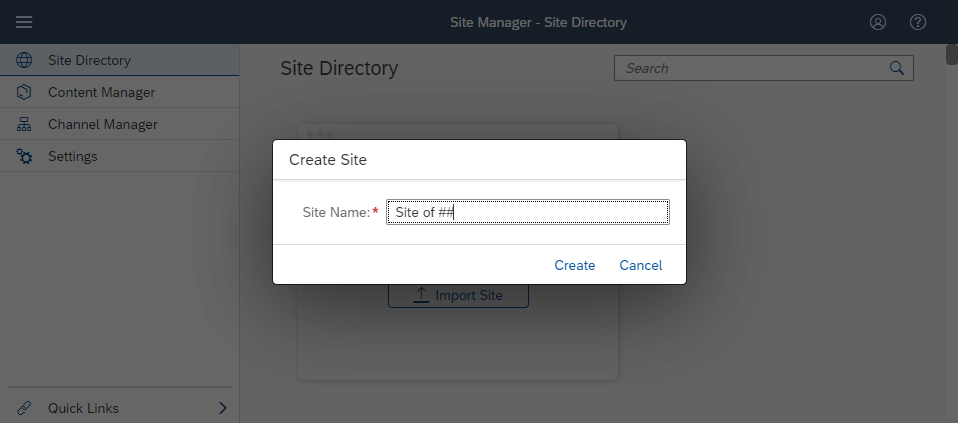 Site Manager - Site Directory
Site Directory
Content Manager
Channel Manager
Settings
Quick Links
Site Directory
Search
Create Site
Site Name:*
Site of ##
Create
Cancel
Import Site